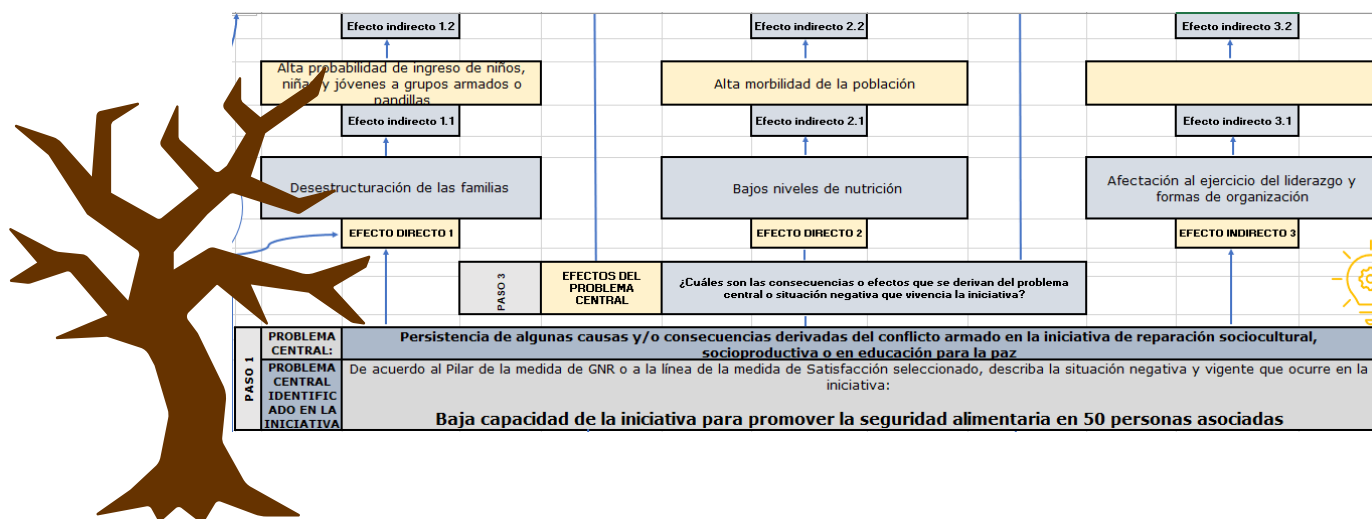 Efecto indirecto 1.2
Efecto indirecto 2.2
Efecto indirecto 3.2
Alta probabilidad de ingreso de niños,
niñas y jóvenes a grupos armados o
pandillas
Alta morbilidad de la población
Efecto indirecto 1.1
Efecto indirecto 2.1
Efecto indirecto 3.1
Desestructuración de las familias
Bajos niveles de nutrición
Afectación al ejercicio del liderazgo y
formas de organización
EFECTO DIRECTO 1
EFECTO DIRECTO 2
EFECTO INDIRECTO 3
PASO 3
EFECTOS DEL
PROBLEMA
CENTRAL
¿Cuáles son las consecuencias o efectos que se derivan del problema
central o situación negativa que vivencia la iniciativa?
PASO 1
PROBLEMA
CENTRAL:
Persistencia de algunas causas y/o consecuencias derivadas del conflicto armado en la iniciativa de reparación sociocultural,
socioproductiva o en educación para la paz
PROBLEMA
CENTRAL
IDENTIFIC
ADO EN LA
INICIATIVA
De acuerdo al Pilar de la medida de GNR o a la línea de la medida de Satisfacción seleccionado, describa la situación negativa y vigente que ocurre en la
iniciativa:
Baja capacidad de la iniciativa para promover la seguridad alimentaria en 50 personas asociadas